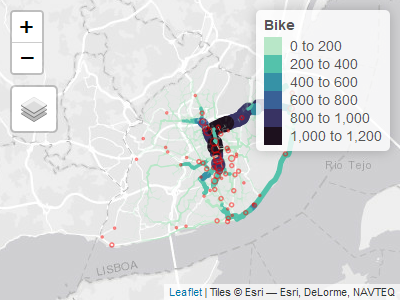 +
−
Bike
0 to 200
200 to 400
400 to 600
600 to 800
800 to 1,000
1,000 to 1,200
Rio Tejo
LISBOA
Leaflet | Tiles © Esri — Esri, DeLorme, NAVTEQ